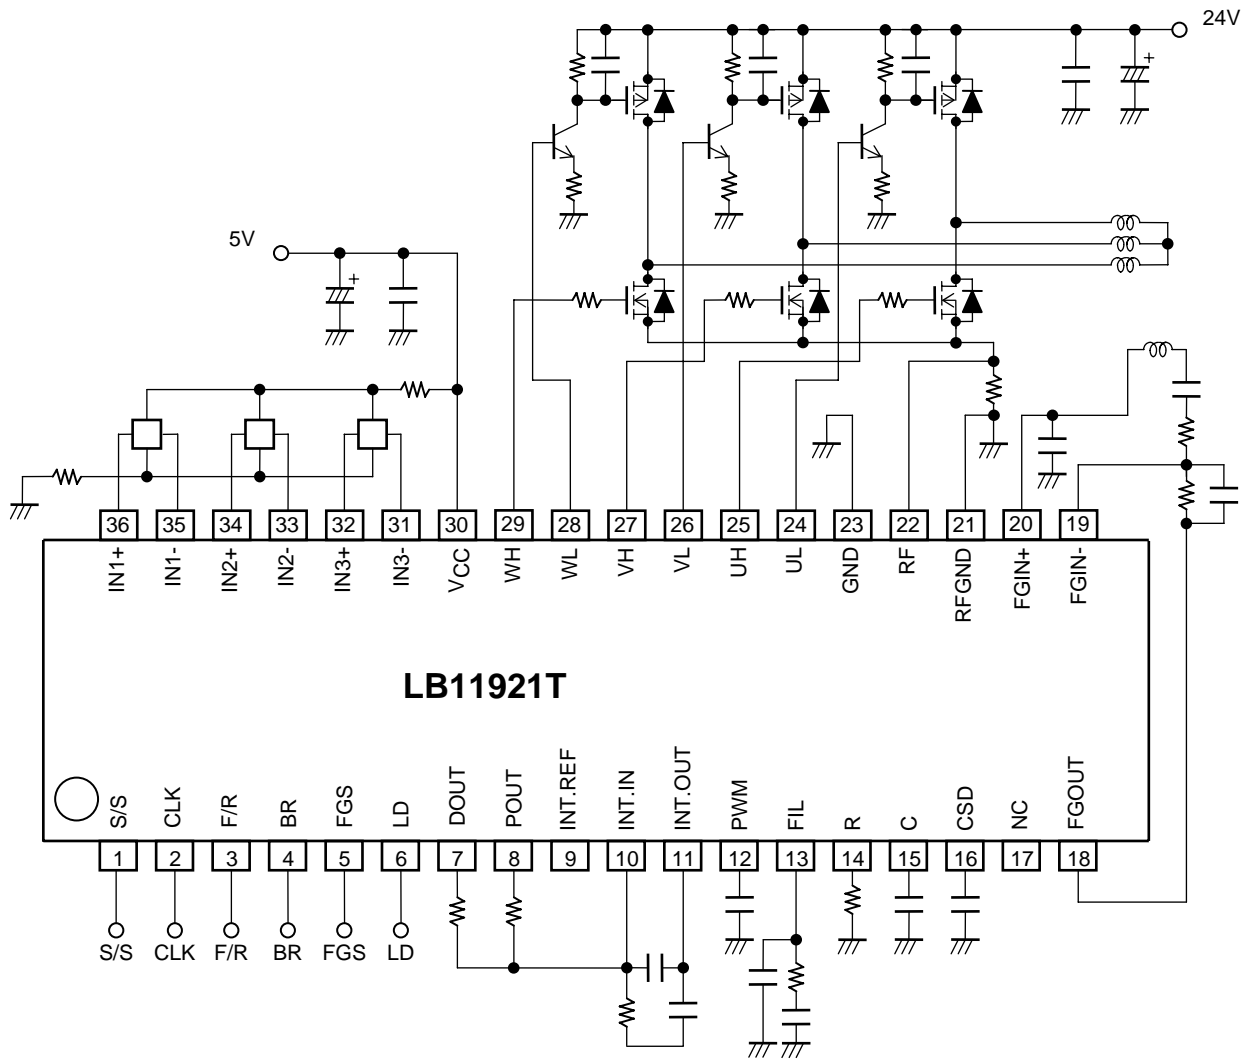 24V
+
5V
+
36 35 34 33 32 31 30 29 28 27 26 25 24 23 22 21 20 19
IN1+ IN1- IN2+ IN2- IN3+ IN3- VCC WH WL VH VL UH UL GND RF RFGND FGIN+ FGIN-
LB11921T
S/S CLK F/R BR FGS LD DOUT POUT INT.REF INT.IN INT.OUT PWM FIL R C CSD NC FGOUT
1 2 3 4 5 6 7 8 9 10 11 12 13 14 15 16 17 18
S/S CLK F/R BR FGS LD